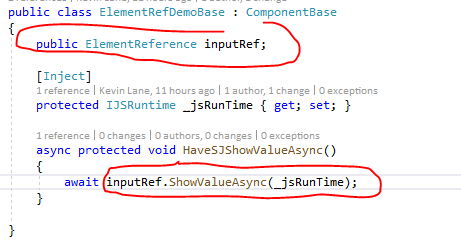 public class ElementRefDemoBase : ComponentBase
{
public ElementReference inputRef;
[Inject]
1 reference | Kevin Lane, 11 hours ago | 1 author, 1 change | 0 exceptions
protected IJSRuntime _jsRunTime { get; set; }
1 reference | 0 changes | 0 authors, 0 changes | 0 exceptions
async protected void HaveSJShowValueAsync()
{
await inputRef.ShowValueAsync(_jsRunTime);
}
}